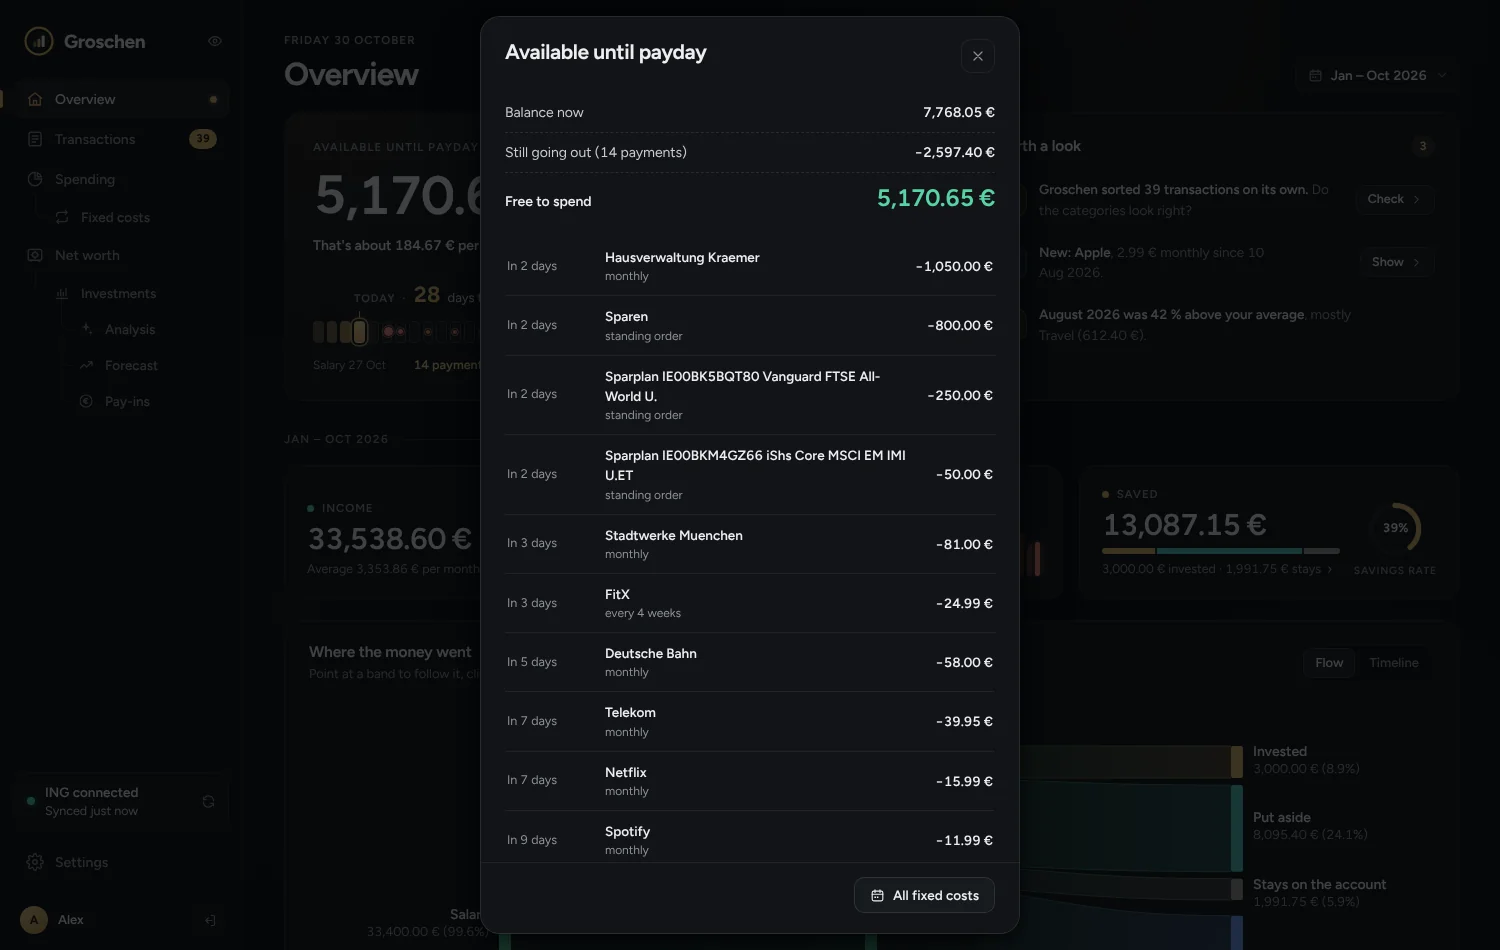 Groschen
Overview
Transactions
39
Spending
Fixed costs
Net worth
Investments
Analysis
Forecast
Pay-ins
ING connected
Synced just now
Settings
A
Alex
FRIDAY 30 OCTOBER
Overview
Jan – Oct 2026
AVAILABLE UNTIL PAYDAY
5,170.6
That's about 184.67 € per
TODAY · 28 days
Salary 27 Oct
14 payment
th a look
3
Groschen sorted 39 transactions on its own. Do
the categories look right?
Check
New: Apple, 2.99 € monthly since 10
Aug 2026.
Show
August 2026 was 42 % above your average, mostly
Travel (612.40 €).
JAN – OCT 2026
INCOME
33,538.60 €
Average 3,353.86 € per month
SAVED
13,087.15 €
3,000.00 € invested · 1,991.75 € stays
39%
SAVINGS RATE
Where the money went
Point at a band to follow it, cli
Flow
Timeline
Salar
33,400.00 € (99.6%)
Invested
3,000.00 € (8.9%)
Put aside
8,095.40 € (24.1%)
Stays on the account
1,991.75 € (5.9%)
Available until payday
Balance now
7,768.05 €
Still going out (14 payments)
−2,597.40 €
Free to spend
5,170.65 €
In 2 days
Hausverwaltung Kraemer
monthly
−1,050.00 €
In 2 days
Sparen
standing order
−800.00 €
In 2 days
Sparplan IE00BK5BQT80 Vanguard FTSE All-
World U.
standing order
−250.00 €
In 2 days
Sparplan IE00BKM4GZ66 iShs Core MSCI EM IMI
U.ET
standing order
−50.00 €
In 3 days
Stadtwerke Muenchen
monthly
−81.00 €
In 3 days
FitX
every 4 weeks
−24.99 €
In 5 days
Deutsche Bahn
monthly
−58.00 €
In 7 days
Telekom
monthly
−39.95 €
In 7 days
Netflix
monthly
−15.99 €
In 9 days
Spotify
monthly
−11.99 €
All fixed costs